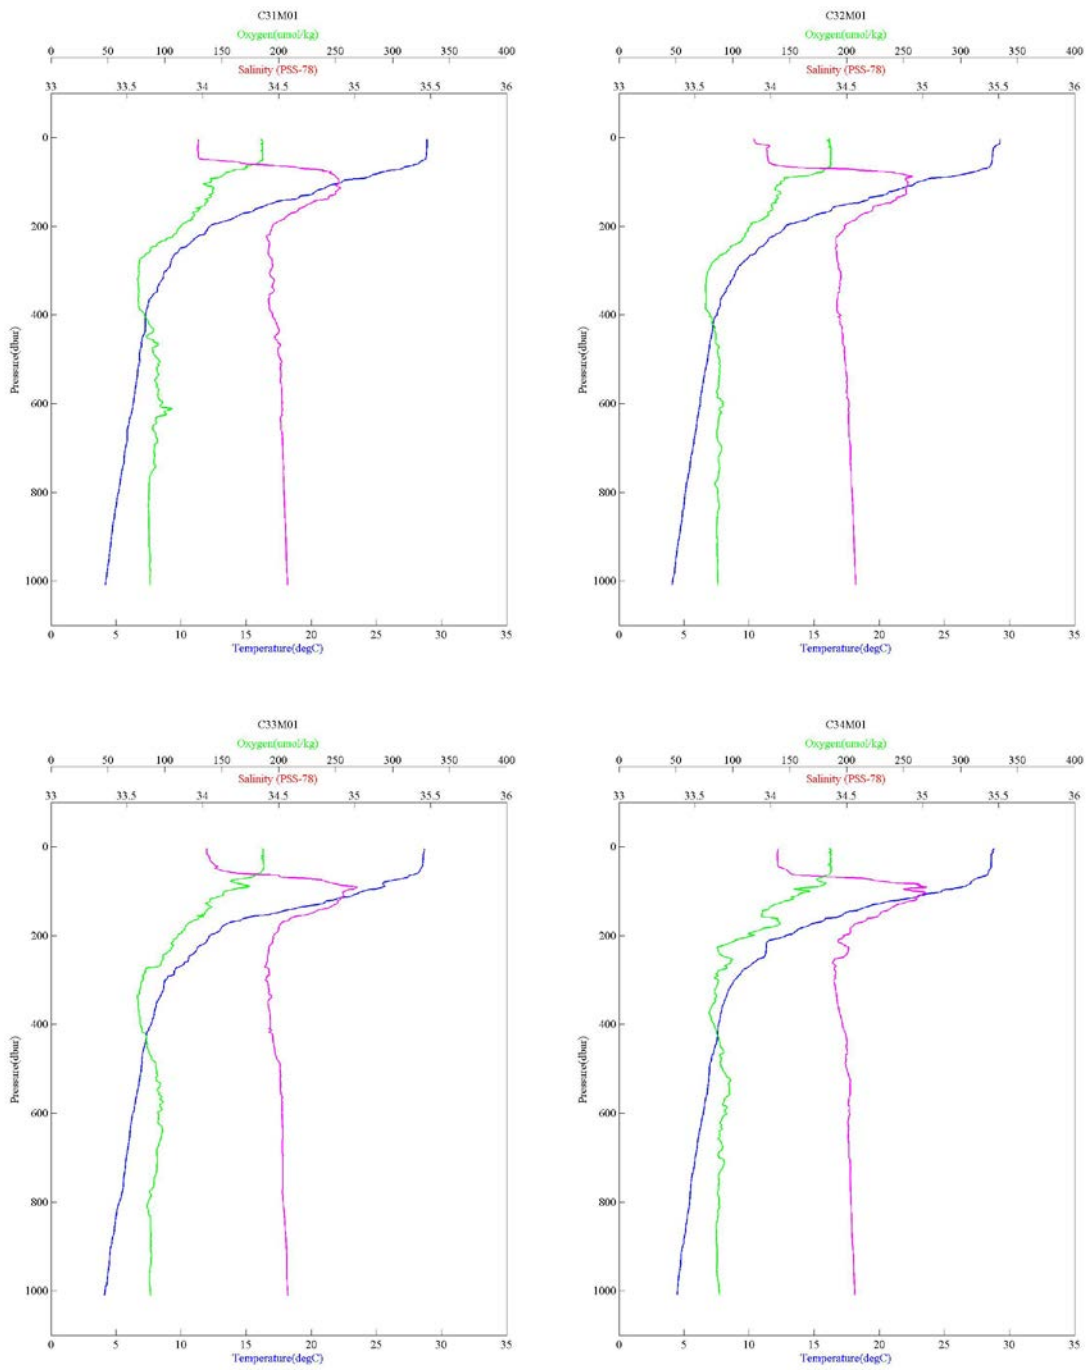 C31M01
Oxygen(umol/kg)
0 50 100 150 200 250 300 350 400
Salinity (PSS-78)
33 33.5 34 34.5 35 35.5 36
0
200
400
600
800
1000
Pressure(dbar)
0 5 10 15 20 25 30 35
Temperature(degC)
C32M01
Oxygen(umol/kg)
0 50 100 150 200 250 300 350 400
Salinity (PSS-78)
33 33.5 34 34.5 35 35.5 36
0
200
400
600
800
1000
Pressure(dbar)
0 5 10 15 20 25 30 35
Temperature(degC)
C33M01
Oxygen(umol/kg)
0 50 100 150 200 250 300 350 400
Salinity (PSS-78)
33 33.5 34 34.5 35 35.5 36
0
200
400
600
800
1000
Pressure(dbar)
0 5 10 15 20 25 30 35
Temperature(degC)
C34M01
Oxygen(umol/kg)
0 50 100 150 200 250 300 350 400
Salinity (PSS-78)
33 33.5 34 34.5 35 35.5 36
0
200
400
600
800
1000
Pressure(dbar)
0 5 10 15 20 25 30 35
Temperature(degC)